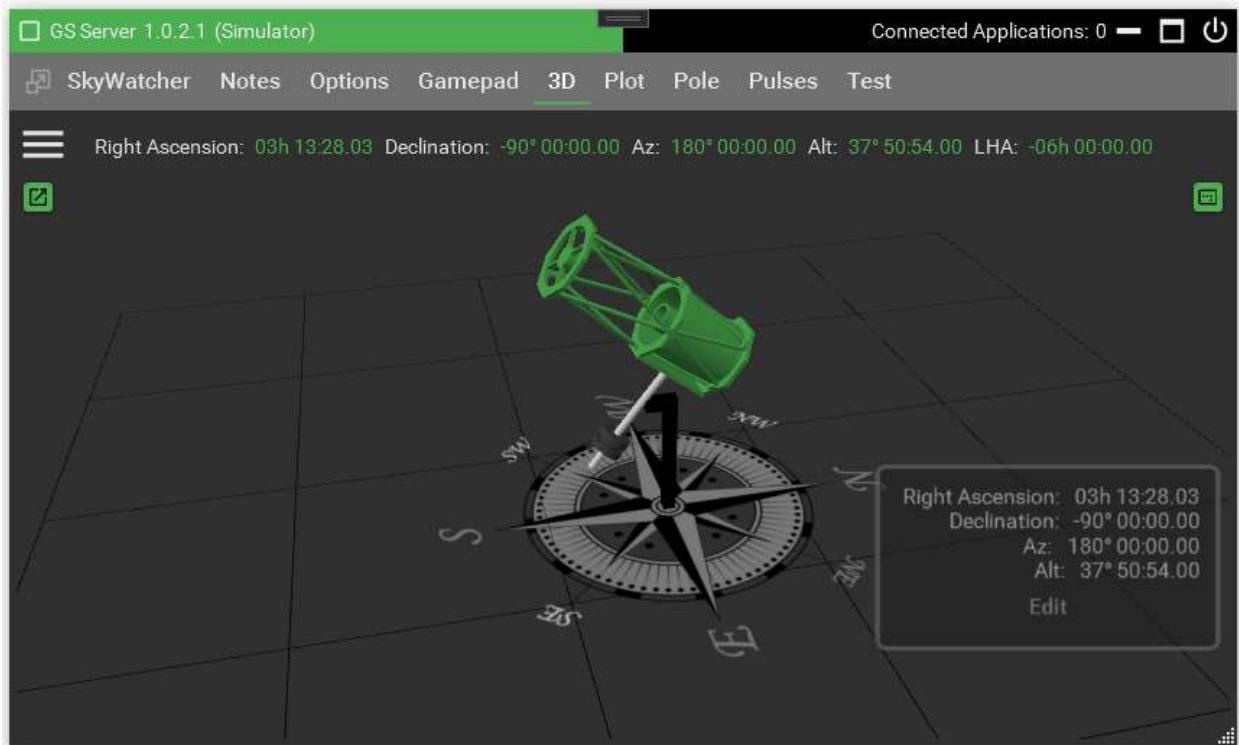 GS Server 1.0.2.1 (Simulator) Connected Applications: 0
SkyWatcher Notes Options Gamepad 3D Plot Pole Pulses Test
Right Ascension: 03h 13:28.03 Declination: -90° 00:00.00 Az: 180° 00:00.00 Alt: 37° 50:54.00 LHA: -06h 00:00.00
W
NW
SW
N
S
NE
SE
E
Right Ascension: 03h 13:28.03
Declination: -90° 00:00.00
Az: 180° 00:00.00
Alt: 37° 50:54.00
Edit